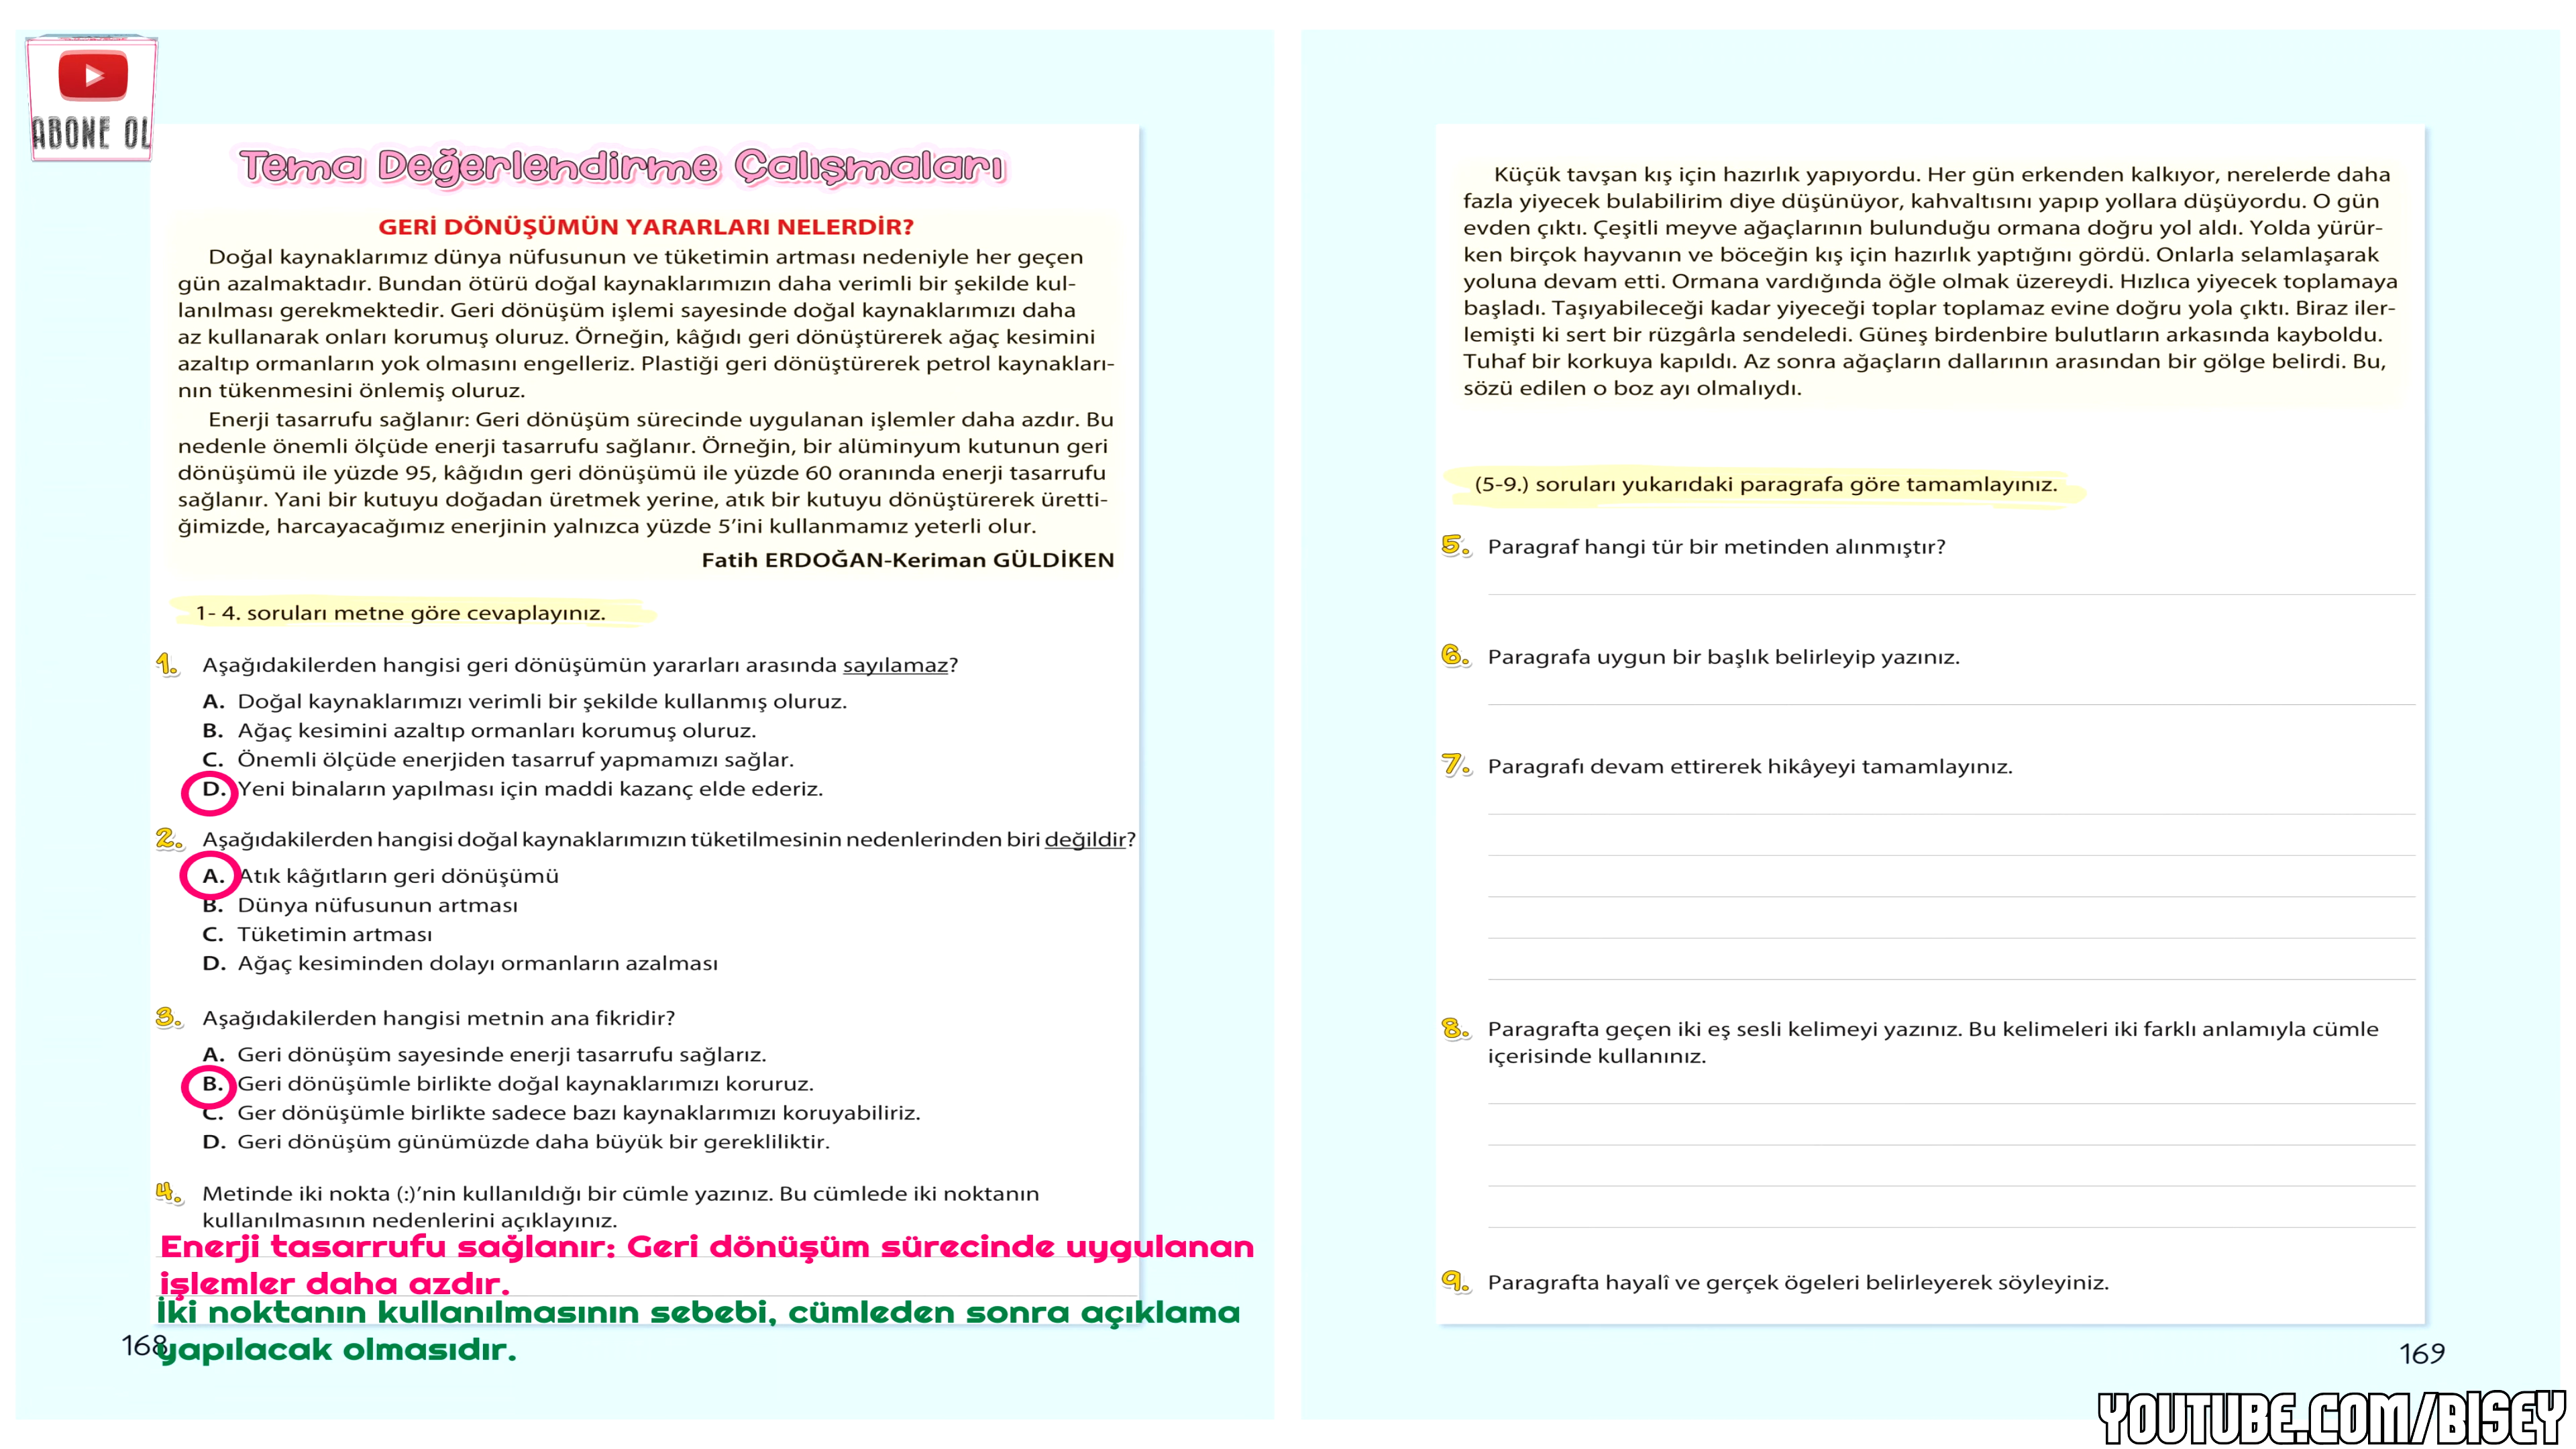 ABONE OL
Tema Değerlendirme Çalışmaları
GERİ DÖNÜŞÜMÜN YARARLARI NELERDİR?
Doğal kaynaklarımız dünya nüfusunun ve tüketimin artması nedeniyle her geçen
gün azalmaktadır. Bundan ötürü doğal kaynaklarımızın daha verimli bir şekilde kul-
lanılması gerekmektedir. Geri dönüşüm işlemi sayesinde doğal kaynaklarımızı daha
az kullanarak onları korumuş oluruz. Örneğin, kâğıdı geri dönüştürerek ağaç kesimini
azaltıp ormanların yok olmasını engelleriz. Plastiği geri dönüştürerek petrol kaynakları-
nın tükenmesini önlemiş oluruz.
Enerji tasarrufu sağlanır: Geri dönüşüm sürecinde uygulanan işlemler daha azdır. Bu
nedenle önemli ölçüde enerji tasarrufu sağlanır. Örneğin, bir alüminyum kutunun geri
dönüşümü ile yüzde 95, kâğıdın geri dönüşümü ile yüzde 60 oranında enerji tasarrufu
sağlanır. Yani bir kutuyu doğadan üretmek yerine, atık bir kutuyu dönüştürerek üretti-
ğimizde, harcayacağımız enerjinin yalnızca yüzde 5'ini kullanmamız yeterli olur.
Fatih ERDOĞAN-Keriman GÜLDİKEN
1- 4. soruları metne göre cevaplayınız.
1. Aşağıdakilerden hangisi geri dönüşümün yararları arasında sayılamaz?
A. Doğal kaynaklarımızı verimli bir şekilde kullanmış oluruz.
B. Ağaç kesimini azaltıp ormanları korumuş oluruz.
C. Önemli ölçüde enerjiden tasarruf yapmamızı sağlar.
D. Yeni binaların yapılması için maddi kazanç elde ederiz.
2. Aşağıdakilerden hangisi doğal kaynaklarımızın tüketilmesinin nedenlerinden biri değildir?
A. Atık kâğıtların geri dönüşümü
B. Dünya nüfusunun artması
C. Tüketimin artması
D. Ağaç kesiminden dolayı ormanların azalması
3. Aşağıdakilerden hangisi metnin ana fikridir?
A. Geri dönüşüm sayesinde enerji tasarrufu sağlarız.
B. Geri dönüşümle birlikte doğal kaynaklarımızı koruruz.
C. Ger dönüşümle birlikte sadece bazı kaynaklarımızı koruyabiliriz.
D. Geri dönüşüm günümüzde daha büyük bir gerekliliktir.
4. Metinde iki nokta (:)'nin kullanıldığı bir cümle yazınız. Bu cümlede iki noktanın
kullanılmasının nedenlerini açıklayınız.
Enerji tasarrufu sağlanır: Geri dönüşüm sürecinde uygulanan
işlemler daha azdır.
İki noktanın kullanılmasının sebebi, cümleden sonra açıklama
yapılacak olmasıdır.
168
Küçük tavşan kış için hazırlık yapıyordu. Her gün erkenden kalkıyor, nerelerde daha
fazla yiyecek bulabilirim diye düşünüyor, kahvaltısını yapıp yollara düşüyordu. O gün
evden çıktı. Çeşitli meyve ağaçlarının bulunduğu ormana doğru yol aldı. Yolda yürür-
ken birçok hayvanın ve böceğin kış için hazırlık yaptığını gördü. Onlarla selamlaşarak
yoluna devam etti. Ormana vardığında öğle olmak üzereydi. Hızlıca yiyecek toplamaya
başladı. Taşıyabileceği kadar yiyeceği toplar toplamaz evine doğru yola çıktı. Biraz iler-
lemişti ki sert bir rüzgârla sendeledi. Güneş birdenbire bulutların arkasında kayboldu.
Tuhaf bir korkuya kapıldı. Az sonra ağaçların dallarının arasından bir gölge belirdi. Bu,
sözü edilen o boz ayı olmalıydı.
(5-9.) soruları yukarıdaki paragrafa göre tamamlayınız.
5. Paragraf hangi tür bir metinden alınmıştır?
6. Paragrafa uygun bir başlık belirleyip yazınız.
7. Paragrafı devam ettirerek hikâyeyi tamamlayınız.
8. Paragrafta geçen iki eş sesli kelimeyi yazınız. Bu kelimeleri iki farklı anlamıyla cümle
içerisinde kullanınız.
9. Paragrafta hayalî ve gerçek ögeleri belirleyerek söyleyiniz.
169
YOUTUBE.COM/BISEY